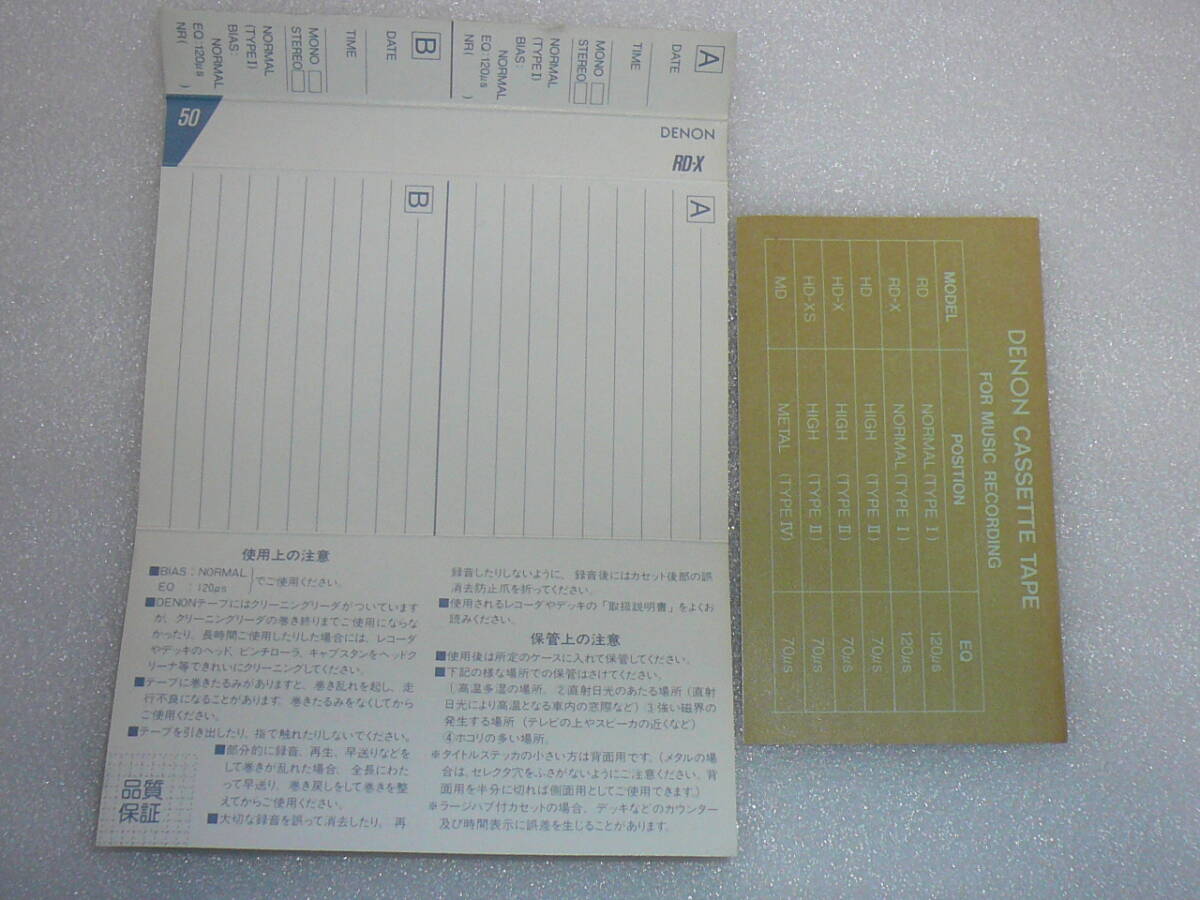 A
DATE
TIME
MONO
STEREO
NORMAL
(TYPE I)
BIAS:
NORMAL
EQ:120μs
NR( )
B
DATE
TIME
MONO
STEREO
NORMAL
(TYPE I)
BIAS:
NORMAL
EQ:120μs
NR( )
50
DENON
RD-X
A
B
使用上の注意
■BIAS:NORMAL
EQ :120μs
でご使用ください。
■DENONテープにはクリーニングリーダがついています
が、クリーニングリーダの巻き終りまでご使用にならな
かったり、長時間ご使用したりした場合には、レコーダ
やデッキのヘッド、ピンチローラ、キャプスタンをヘッドク
リーナ等できれいにクリーニングしてください。
■テープに巻きたるみがありますと、巻き乱れを起し、走
行不良になることがあります。巻きたるみをなくしてから
ご使用ください。
■テープを引き出したり、指で触れたりしないでください。
■部分的に録音、再生、早送りなどを
して巻きが乱れた場合、全長にわた
って早送り、巻き戻しをして巻きを整
えてからご使用ください。
■大切な録音を誤って消去したり、再
品質
保証
録音したりしないように、録音後にはカセット後部の誤
消去防止爪を折ってください。
■使用されるレコーダやデッキの「取扱説明書」をよくお
読みください。
保管上の注意
■使用後は所定のケースに入れて保管してください。
■下記の様な場所での保管はさけてください。
①高温多湿の場所。 ②直射日光のあたる場所(直射
日光により高温となる車内の窓際など)③強い磁界の
発生する場所(テレビの上やスピーカの近くなど)
④ホコリの多い場所。
※タイトルステッカの小さい方は背面用です。(メタルの場
合は、セレクタ穴をふさがないようにご注意ください。背
面用を半分に切れば側面用としてご使用できます。)
※ラージハブ付カセットの場合、デッキなどのカウンター
及び時間表示に誤差を生じることがあります。
DENON CASSETTE TAPE
FOR MUSIC RECORDING
MODEL POSITION EQ
RD NORMAL (TYPE I) 120μs
RD-X NORMAL (TYPE I) 120μs
HD HIGH (TYPE II) 70μs
HD-X HIGH (TYPE II) 70μs
HD-XS HIGH (TYPE II) 70μs
MD METAL (TYPE IV) 70μs